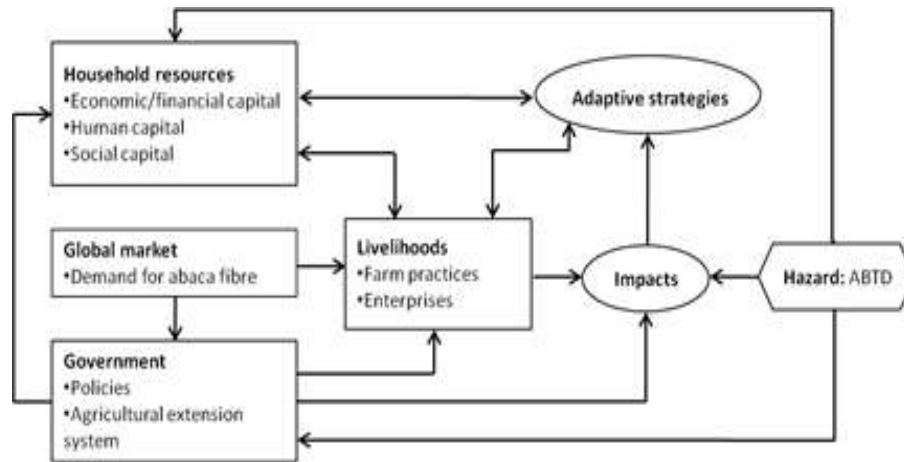 Household resources
•Economic/financial capital
•Human capital
•Social capital
Adaptive strategies
Global market
•Demand for abaca fibre
Livelihoods
•Farm practices
•Enterprises
Impacts
Hazard: ABTD
Government
•Policies
•Agricultural extension
system